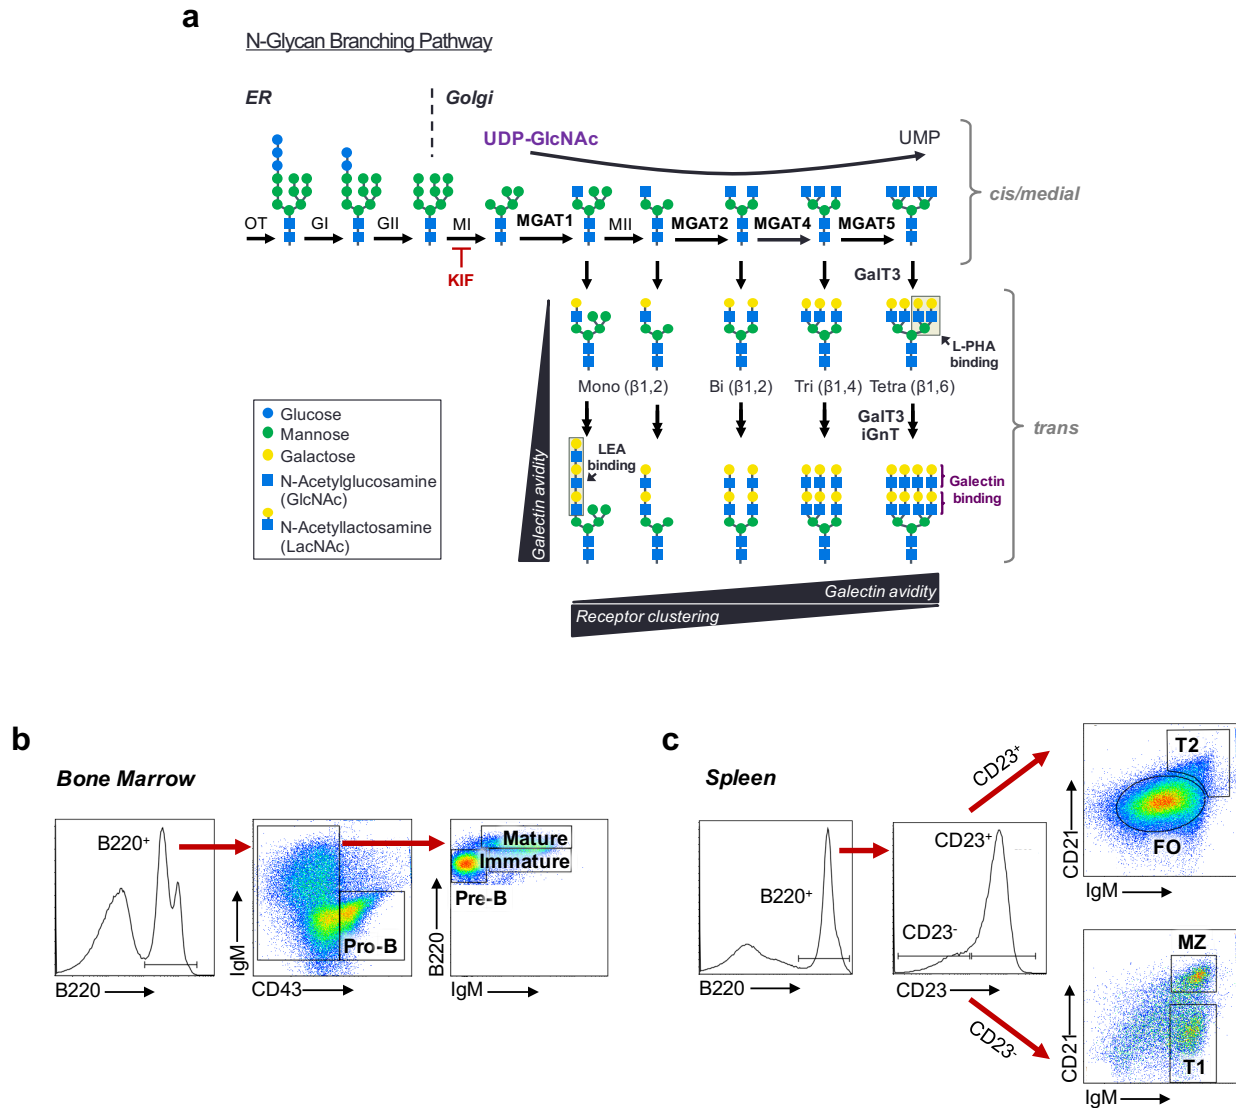 a
N-Glycan Branching Pathway
ER
Golgi
UDP-GlcNAc
UMP
cis/medial
OT
GI
GII
MI
MGAT1
MII
MGAT2
MGAT4
MGAT5
KIF
GalT3
L-PHA
binding
Mono (β1,2)
Bi (β1,2)
Tri (β1,4)
Tetra (β1,6)
GalT3
iGnT
trans
LEA
binding
Galectin
binding
Galectin avidity
Glucose
Mannose
Galactose
N-Acetylglucosamine
(GlcNAc)
N-Acetyllactosamine
(LacNAc)
Galectin avidity
Receptor clustering
b
Bone Marrow
B220+
B220
IgM
Pro-B
CD43
Mature
Immature
Pre-B
B220
IgM
c
Spleen
B220+
B220
CD23+
CD23-
CD23
CD23+
CD23-
T2
FO
CD21
IgM
MZ
T1
CD21
IgM